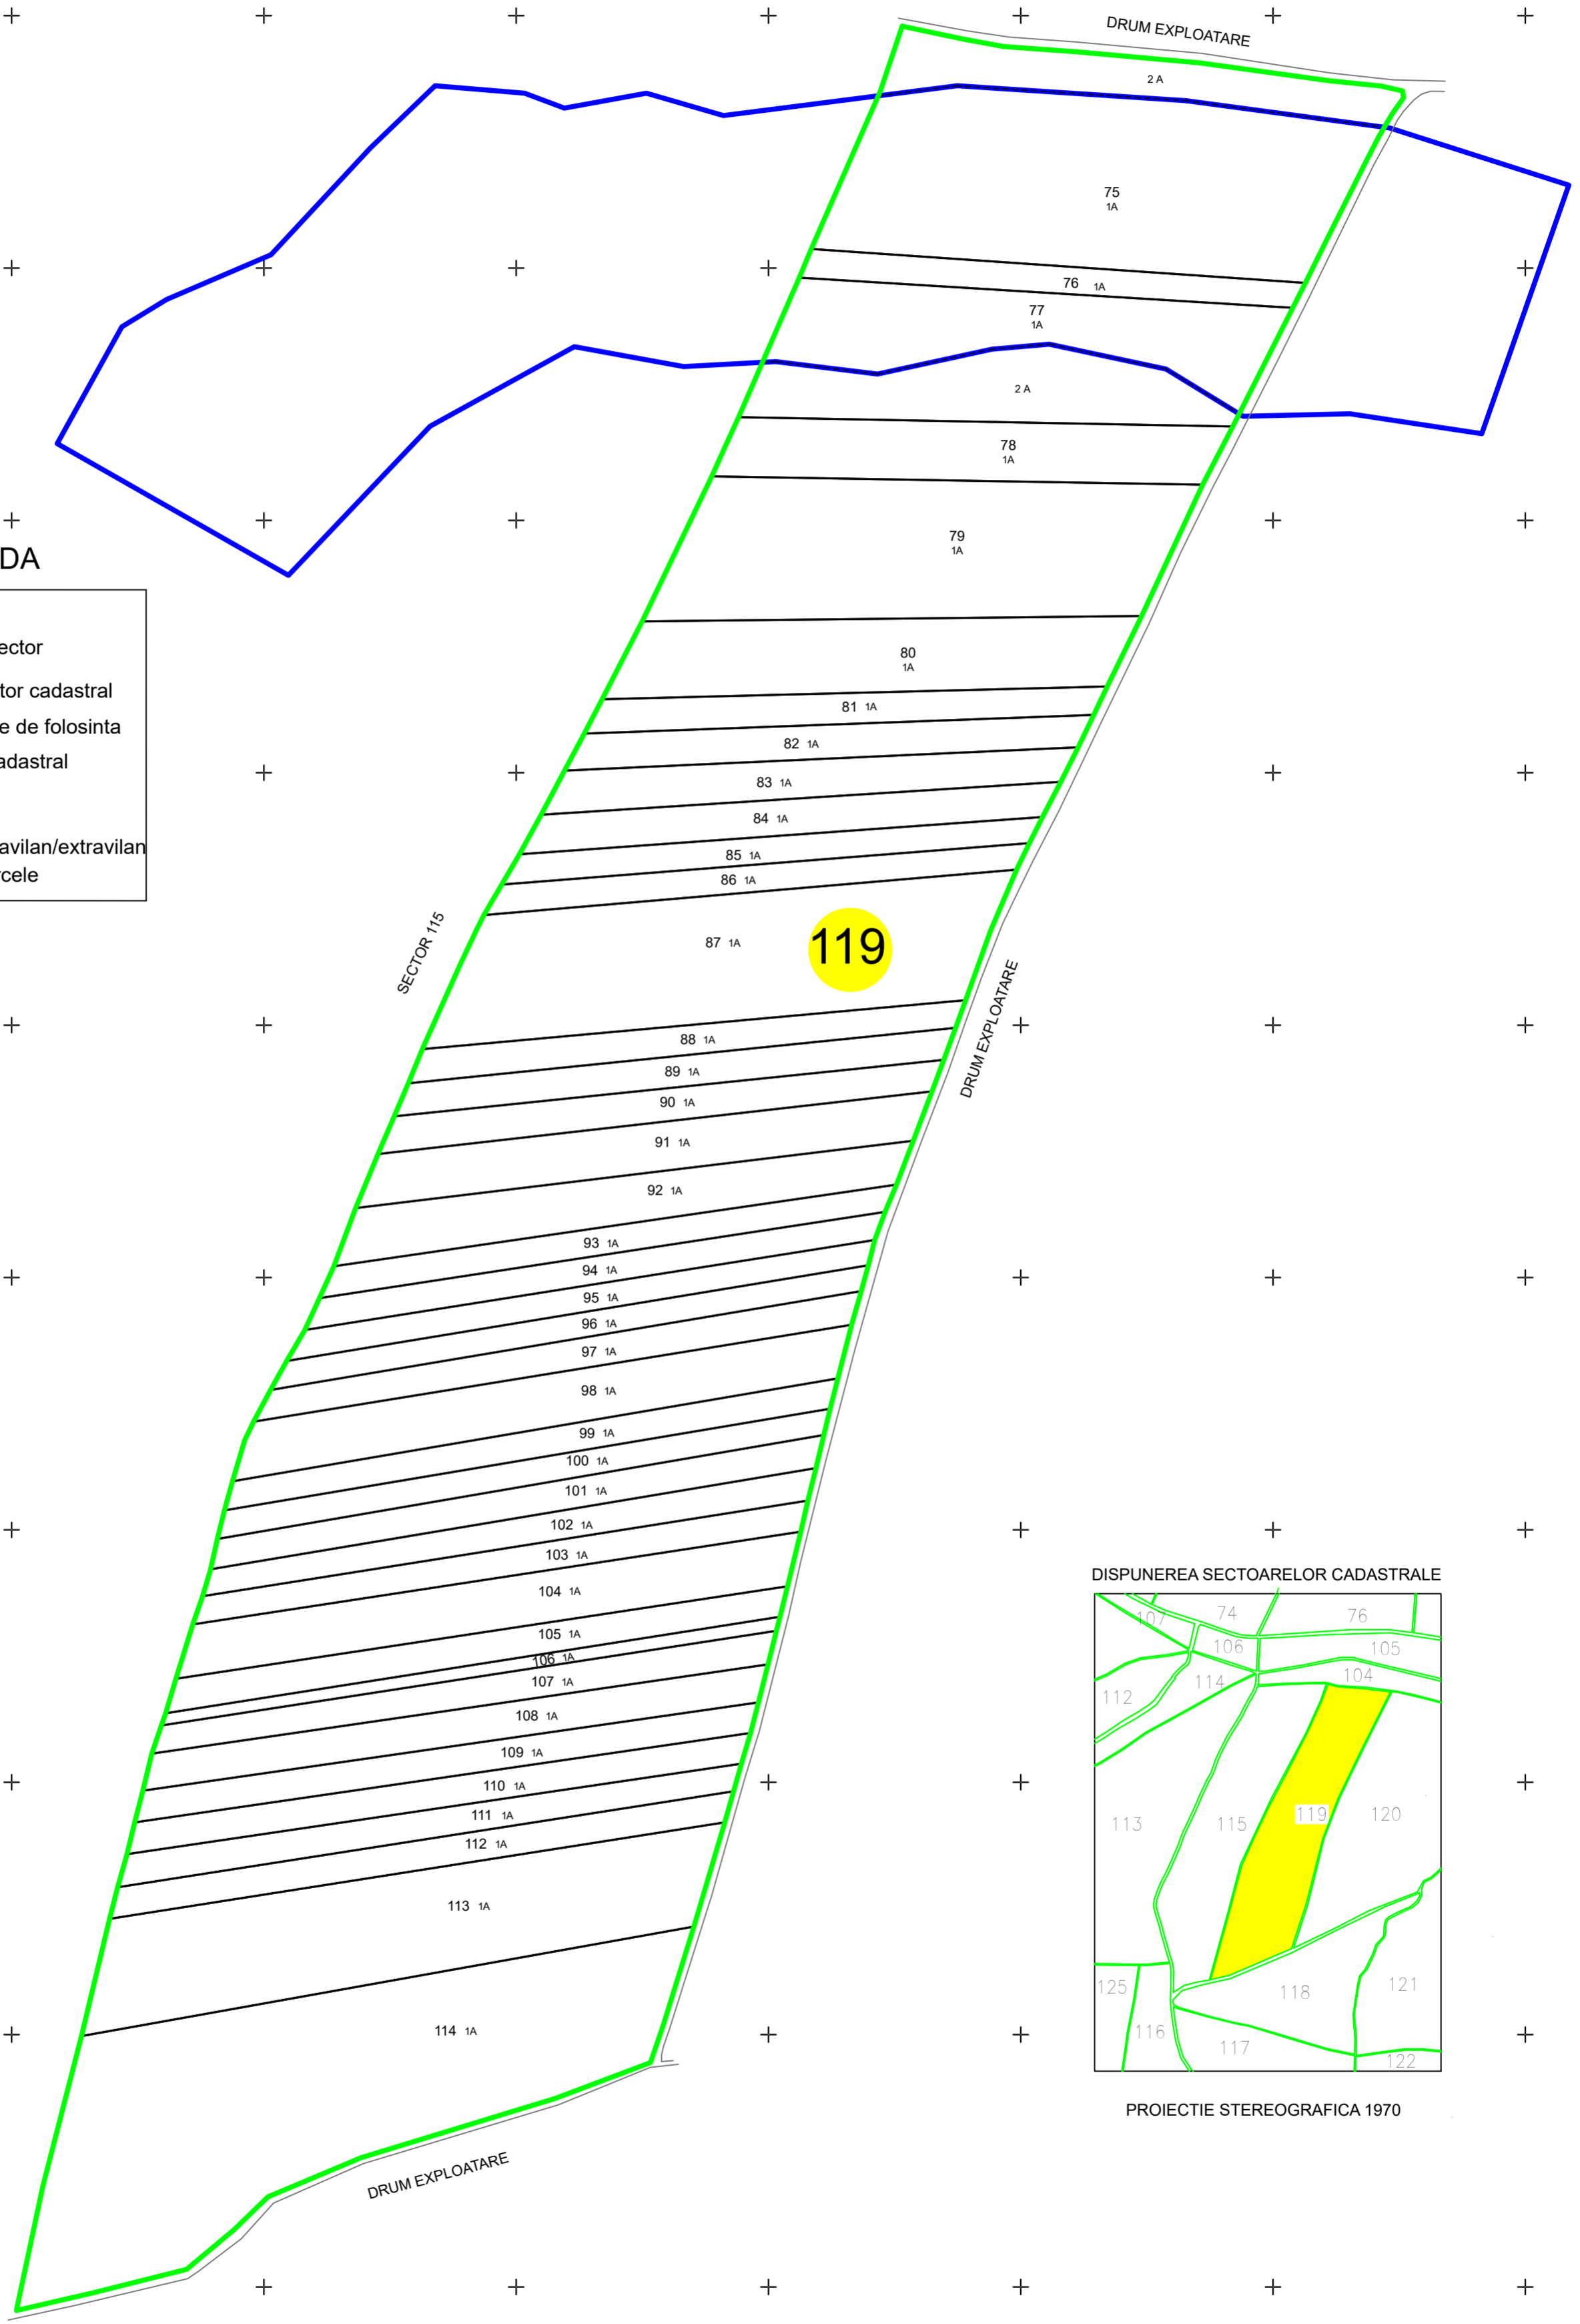 DRUM EXPLOATARE
2 A
75
1A
76 1A
77
1A
2 A
78
1A
79
1A
DA
ector
tor cadastral
e de folosinta
adastral
avilan/extravilan
rcele
80
1A
81 1A
82 1A
83 1A
84 1A
85 1A
86 1A
87 1A
119
SECTOR 115
DRUM EXPLOATARE
88 1A
89 1A
90 1A
91 1A
92 1A
93 1A
94 1A
95 1A
96 1A
97 1A
98 1A
99 1A
100 1A
101 1A
102 1A
103 1A
104 1A
105 1A
106 1A
107 1A
108 1A
109 1A
110 1A
111 1A
112 1A
113 1A
114 1A
DRUM EXPLOATARE
DISPUNEREA SECTOARELOR CADASTRALE
107
74
76
106
105
104
112
114
113
115
119
120
125
116
118
121
117
122
PROIECTIE STEREOGRAFICA 1970